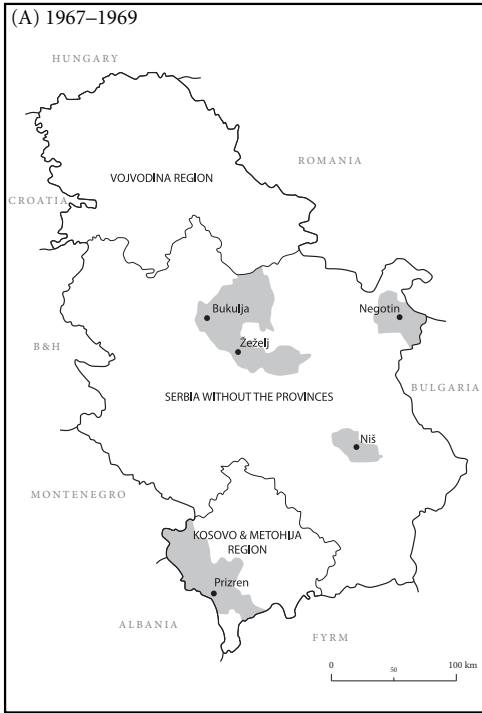 (A) 1967–1969
HUNGARY
ROMANIA
VOJVODINA REGION
CROATIA
Bukulja
Negotin
B&H
Žeželj
BULGARIA
SERBIA WITHOUT THE PROVINCES
Niš
MONTENEGRO
KOSOVO & METOHIJA
REGION
Prizren
ALBANIA
FYRM
0 50 100 km